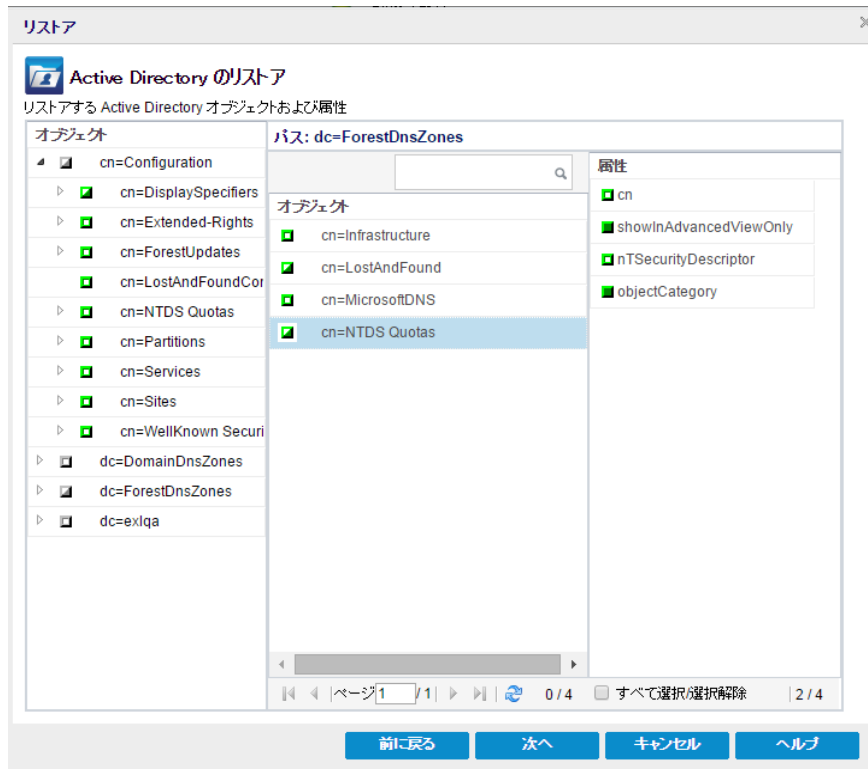 リストア
Active Directory のリストア
リストアする Active Directory オブジェクトおよび属性
オブジェクト
cn=Configuration
cn=DisplaySpecifiers
cn=Extended-Rights
cn=ForestUpdates
cn=LostAndFoundCor
cn=NTDS Quotas
cn=Partitions
cn=Services
cn=Sites
cn=WellKnown Securi
dc=DomainDnsZones
dc=ForestDnsZones
dc=exlqa
パス: dc=ForestDnsZones
オブジェクト
cn=Infrastructure
cn=LostAndFound
cn=MicrosoftDNS
cn=NTDS Quotas
ページ 1 / 1 0 / 4
属性
cn
showInAdvancedViewOnly
nTSecurityDescriptor
objectCategory
すべて選択/選択解除 2 / 4
前に戻る 次へ キャンセル ヘルプ